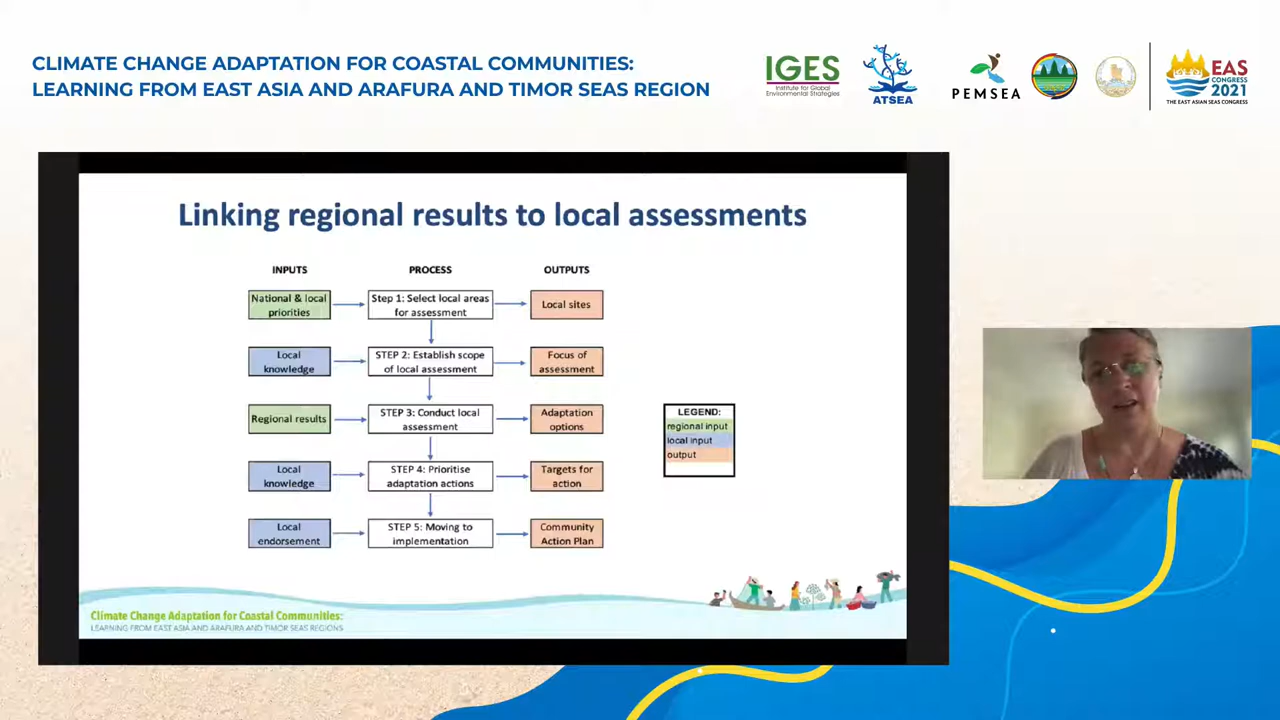 CLIMATE CHANGE ADAPTATION FOR COASTAL COMMUNITIES:
LEARNING FROM EAST ASIA AND ARAFURA AND TIMOR SEAS REGION
IGES
Institute for Global
Environmental Strategies
ATSEA
PEMSEA
EAS
CONGRESS
2021
THE EAST ASIAN SEAS CONGRESS
Linking regional results to local assessments
INPUTS
PROCESS
OUTPUTS
National & local
priorities
Step 1: Select local areas
for assessment
Local sites
Local
knowledge
STEP 2: Establish scope
of local assessment
Focus of
assessment
Regional results
STEP 3: Conduct local
assessment
Adaptation
options
Local
knowledge
STEP 4: Prioritise
adaptation actions
Targets for
action
Local
endorsement
STEP 5: Moving to
implementation
Community
Action Plan
LEGEND:
regional input
local input
output
Climate Change Adaptation for Coastal Communities:
LEARNING FROM EAST ASIA AND ARAFURA AND TIMOR SEAS REGIONS